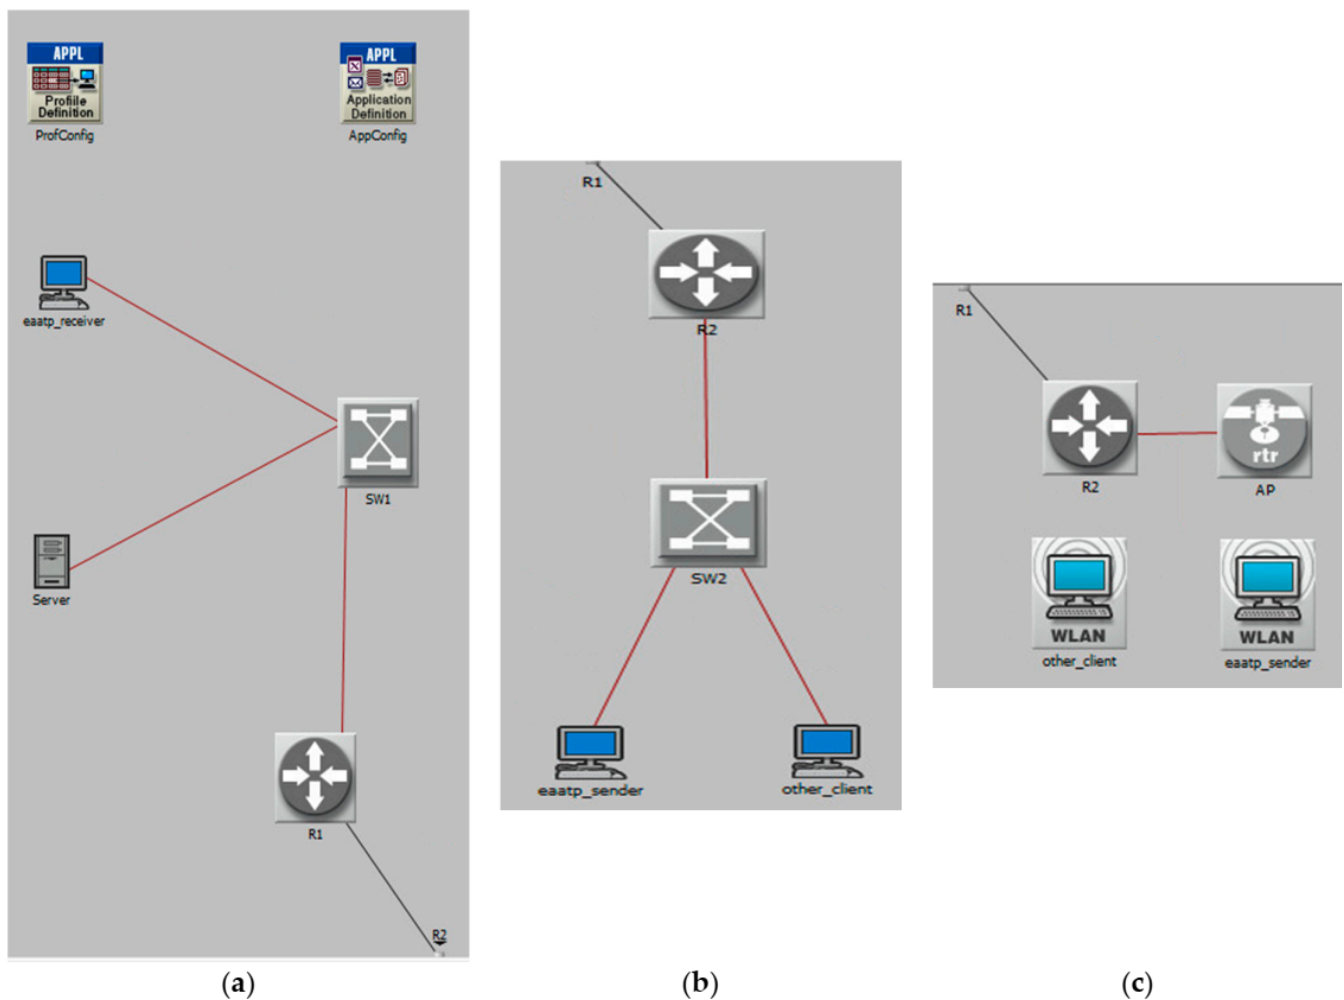 APPL
Profiile
Definition
ProfConfig
APPL
Application
Definition
AppConfig
eaatp_receiver
SW1
Server
R1
R2
(a)
R1
R2
SW2
eaatp_sender
other_client
(b)
R1
R2
rtr
AP
WLAN
other_client
WLAN
eaatp_sender
(c)